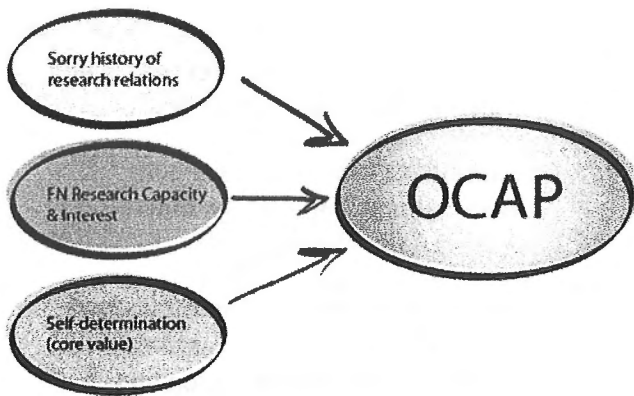 Sorry history of
research relations
FN Research Capacity
& Interest
Self-determination
(core value)
OCAP